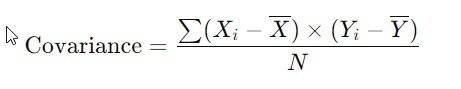 Covariance = ∑(Xᵢ − X̅) × (Yᵢ − Y̅) / N